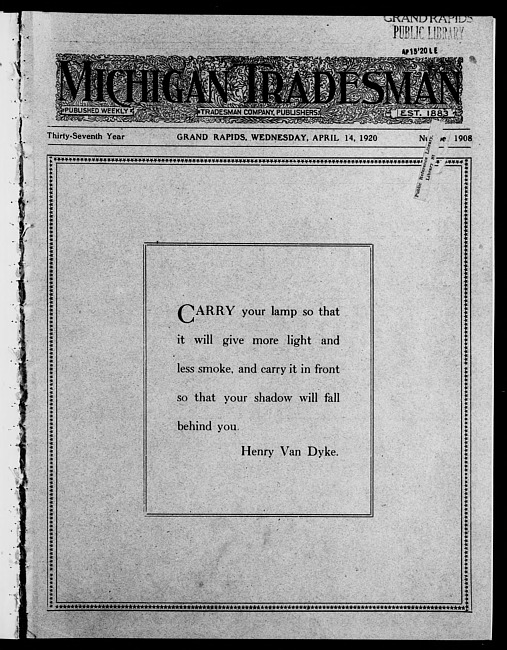 GRAND RAPIDS
PUBLIC LIBRARY
AP 15 '20 L E
MICHIGAN TRADESMAN
PUBLISHED WEEKLY
TRADESMAN COMPANY, PUBLISHERS
EST. 1883
Thirty-Seventh Year
GRAND RAPIDS, WEDNESDAY, APRIL 14, 1920
1908
Public
Library
CARRY your lamp so that
it will give more light and
less smoke, and carry it in front
so that your shadow will fall
behind you.
Henry Van Dyke.